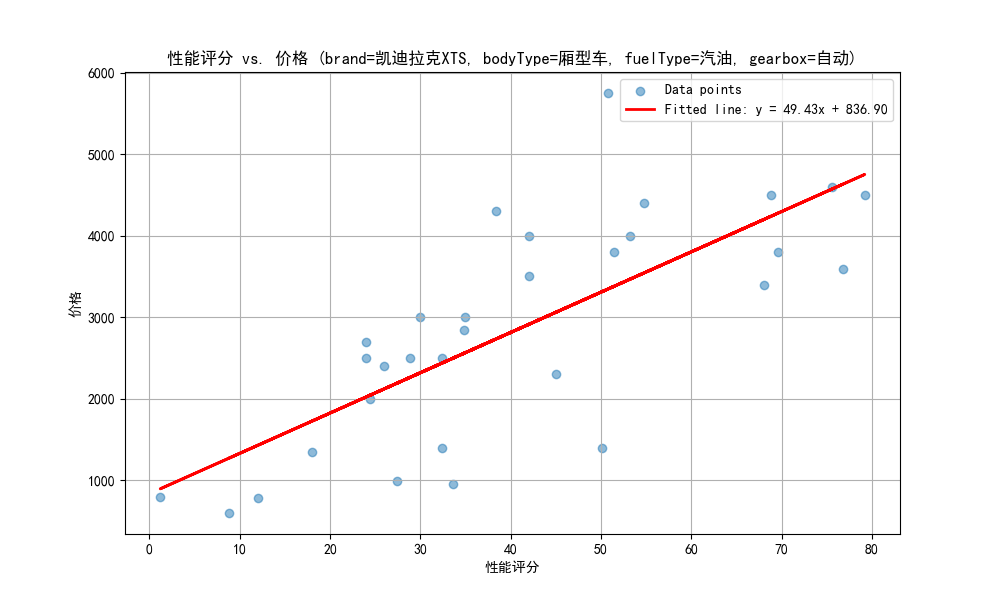 性能评分 vs. 价格 (brand=凯迪拉克XTS, bodyType=厢型车, fuelType=汽油, gearbox=自动)
Data points
Fitted line: y = 49.43x + 836.90
6000
5000
4000
3000
2000
1000
价格
0 10 20 30 40 50 60 70 80
性能评分